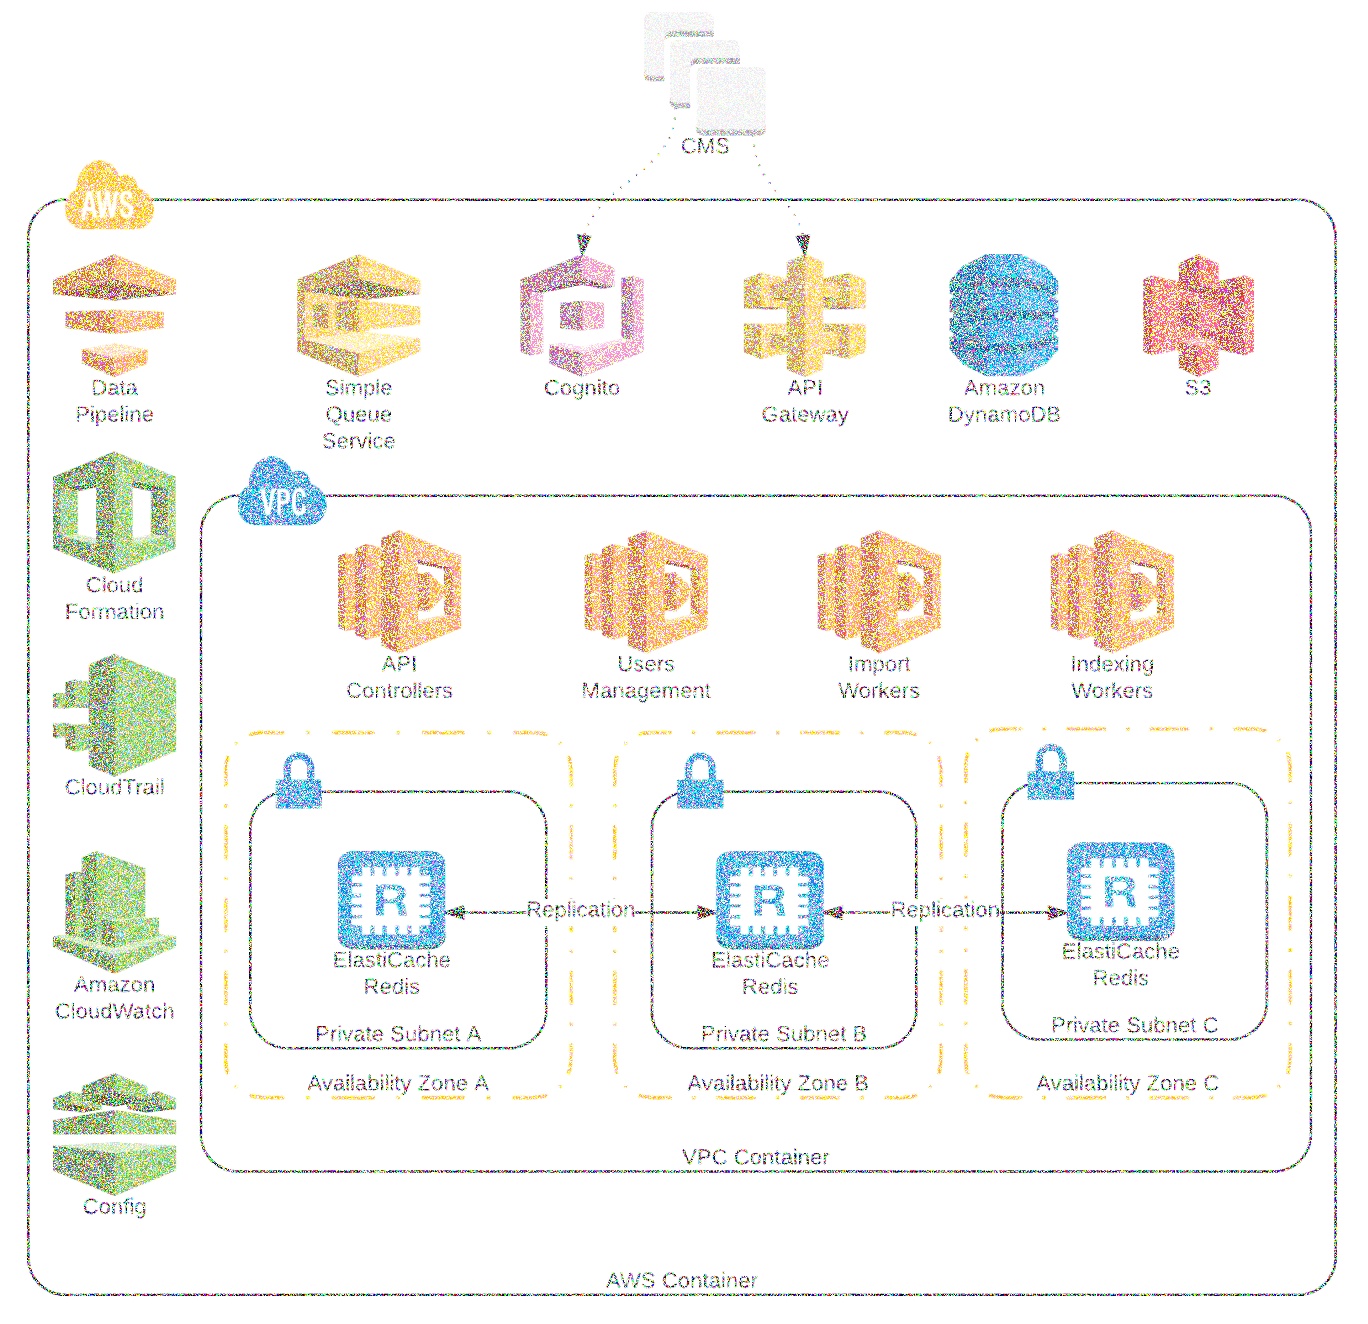 CMS
AWS
Data
Pipeline
Simple
Queue
Service
Cognito
API
Gateway
Amazon
DynamoDB
S3
Cloud
Formation
VPC
API
Controllers
Users
Management
Import
Workers
Indexing
Workers
CloudTrail
R
Replication
R
Replication
R
ElastiCache
Redis
ElastiCache
Redis
ElastiCache
Redis
Amazon
CloudWatch
Private Subnet A
Private Subnet B
Private Subnet C
Availability Zone A
Availability Zone B
Availability Zone C
VPC Container
Config
AWS Container